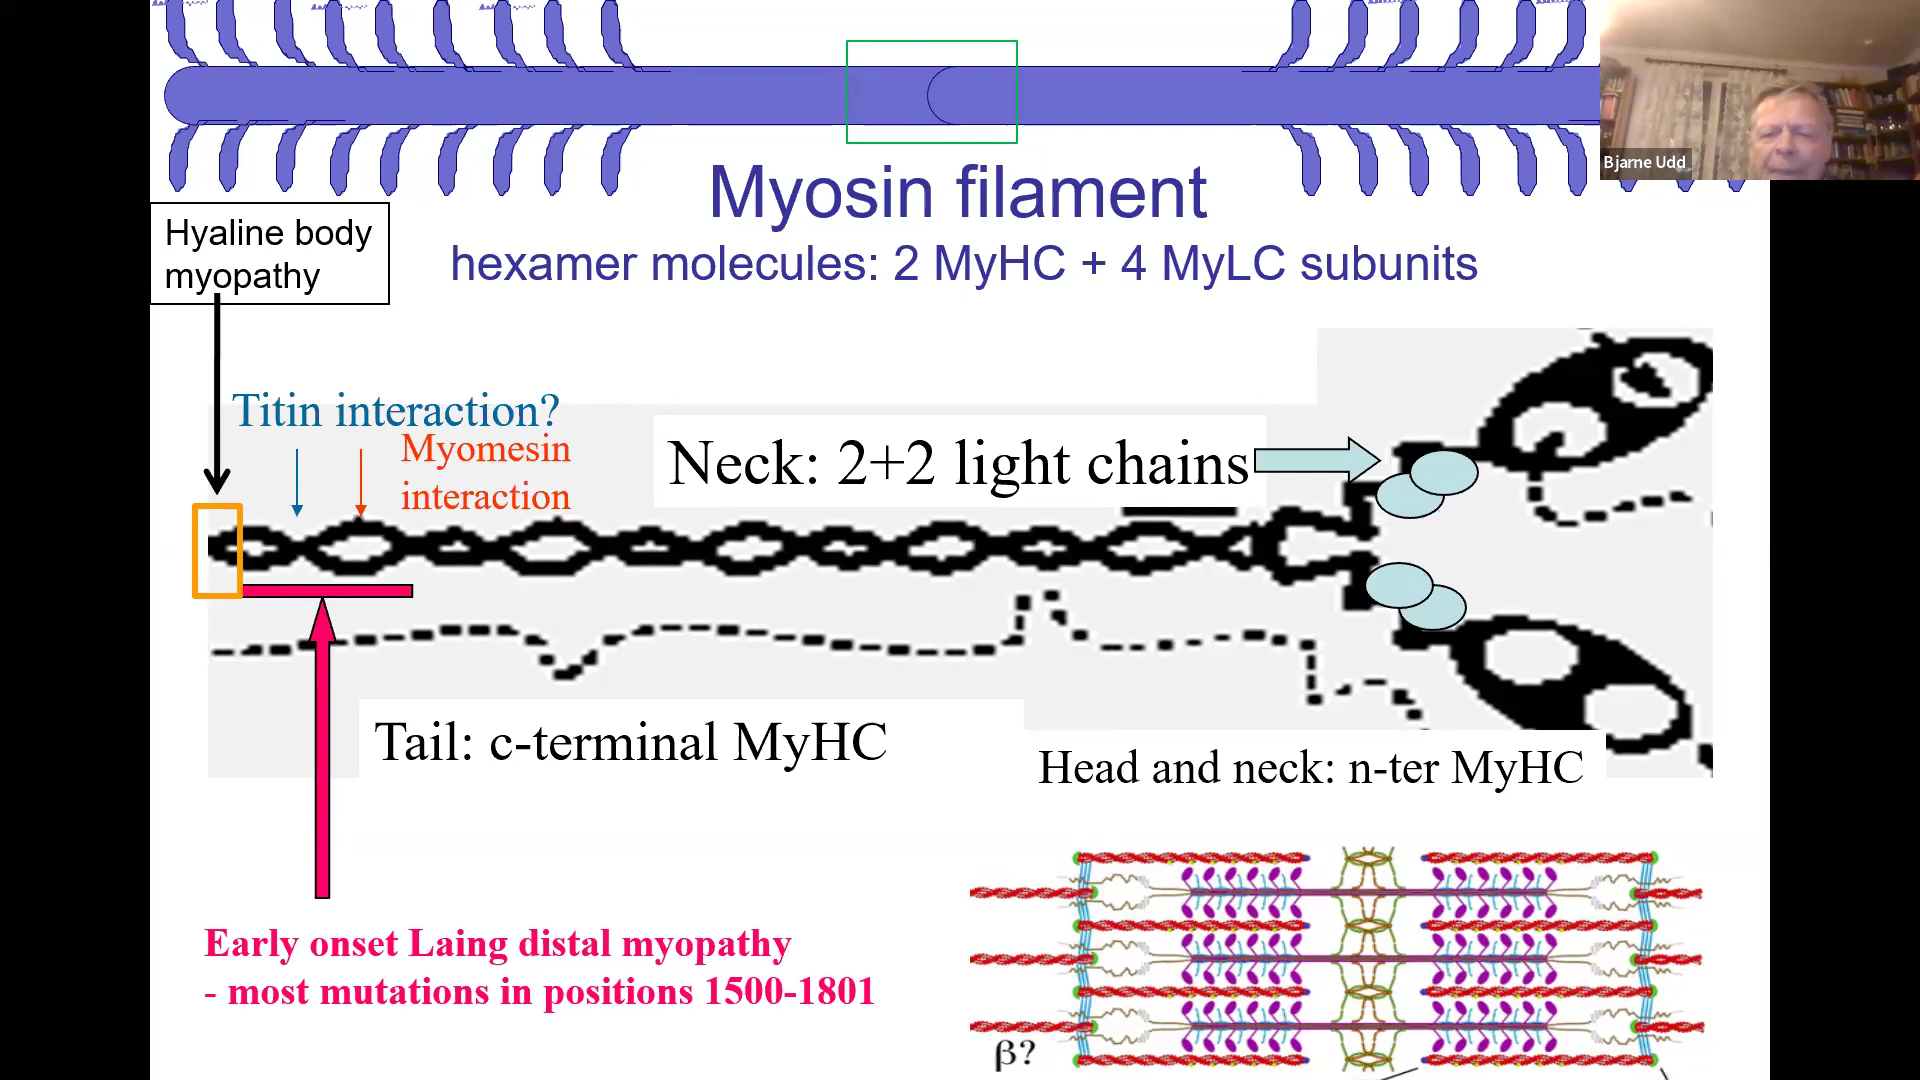 Bjarne Udd
Myosin filament
hexamer molecules: 2 MyHC + 4 MyLC subunits
Hyaline body
myopathy
Titin interaction?
Myomesin
interaction
Neck: 2+2 light chains
Tail: c-terminal MyHC
Head and neck: n-ter MyHC
Early onset Laing distal myopathy
- most mutations in positions 1500-1801
β?